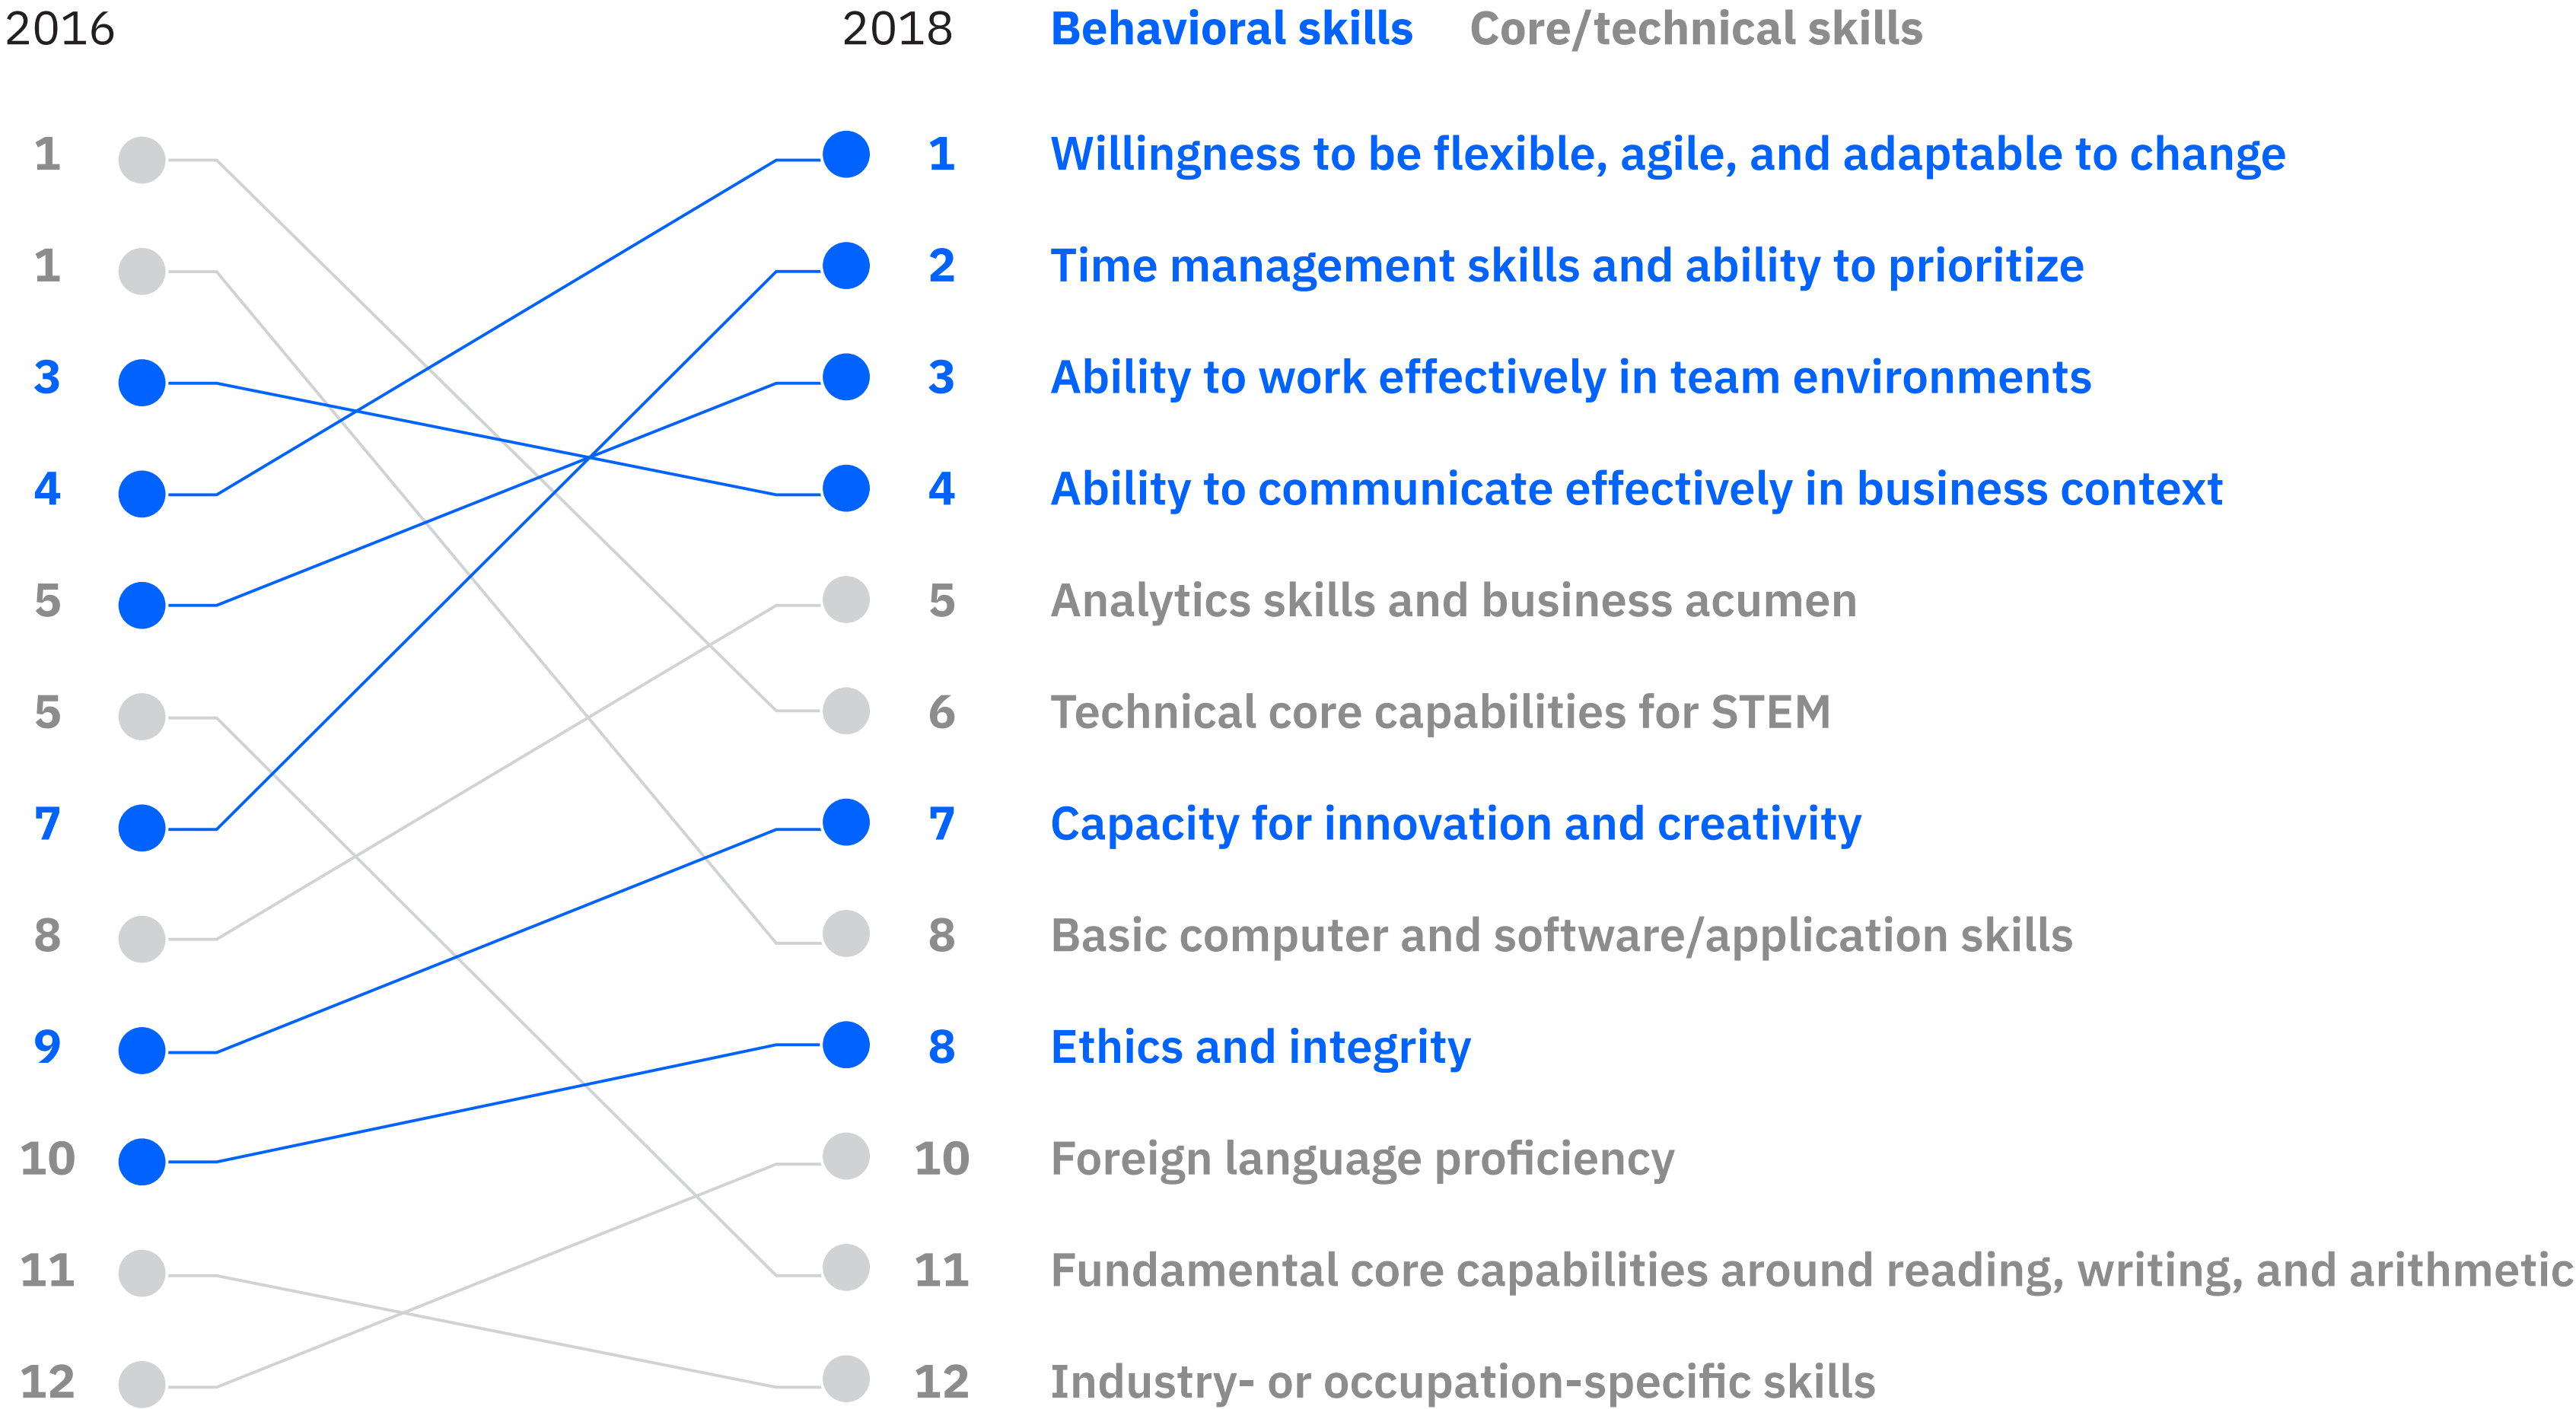 2016 2018 Behavioral skills Core/technical skills
1 1 Willingness to be flexible, agile, and adaptable to change
1 2 Time management skills and ability to prioritize
3 3 Ability to work effectively in team environments
4 4 Ability to communicate effectively in business context
5 5 Analytics skills and business acumen
5 6 Technical core capabilities for STEM
7 7 Capacity for innovation and creativity
8 8 Basic computer and software/application skills
9 8 Ethics and integrity
10 10 Foreign language proficiency
11 11 Fundamental core capabilities around reading, writing, and arithmetic
12 12 Industry- or occupation-specific skills